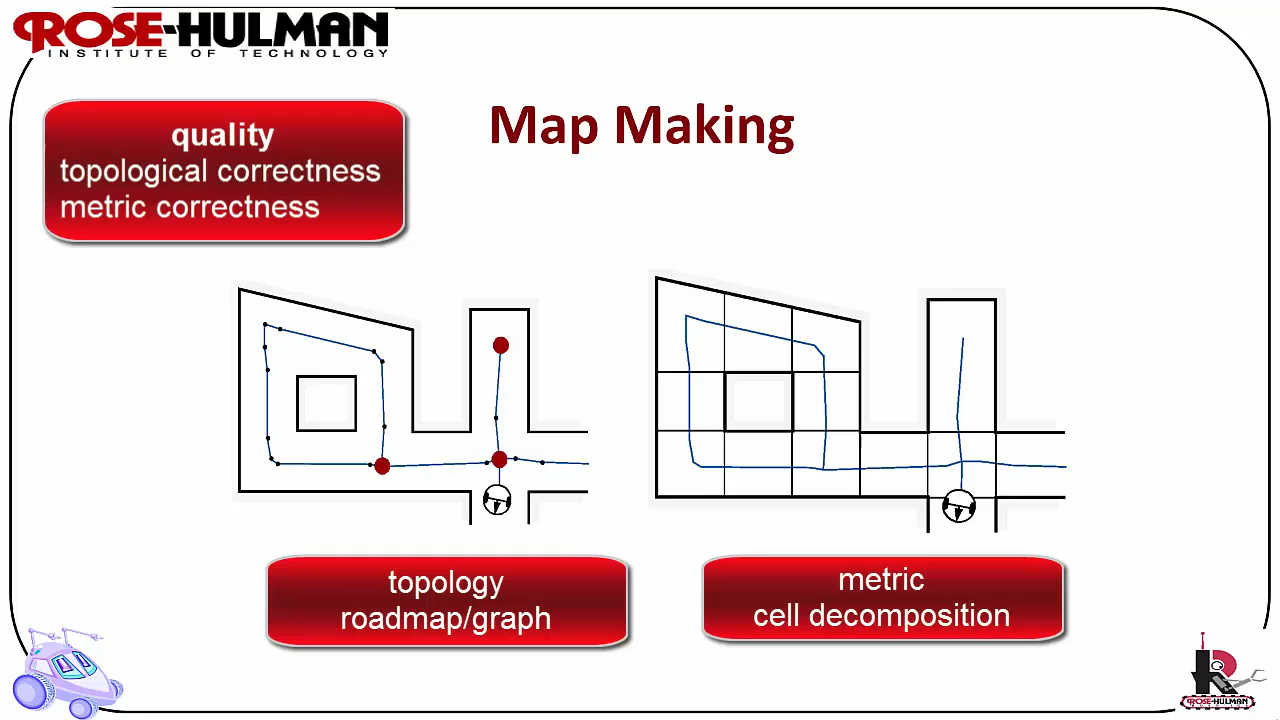 ROSE-HULMAN
INSTITUTE OF TECHNOLOGY
Map Making
quality
topological correctness
metric correctness
topology
roadmap/graph
metric
cell decomposition
R
ROSE-HULMAN